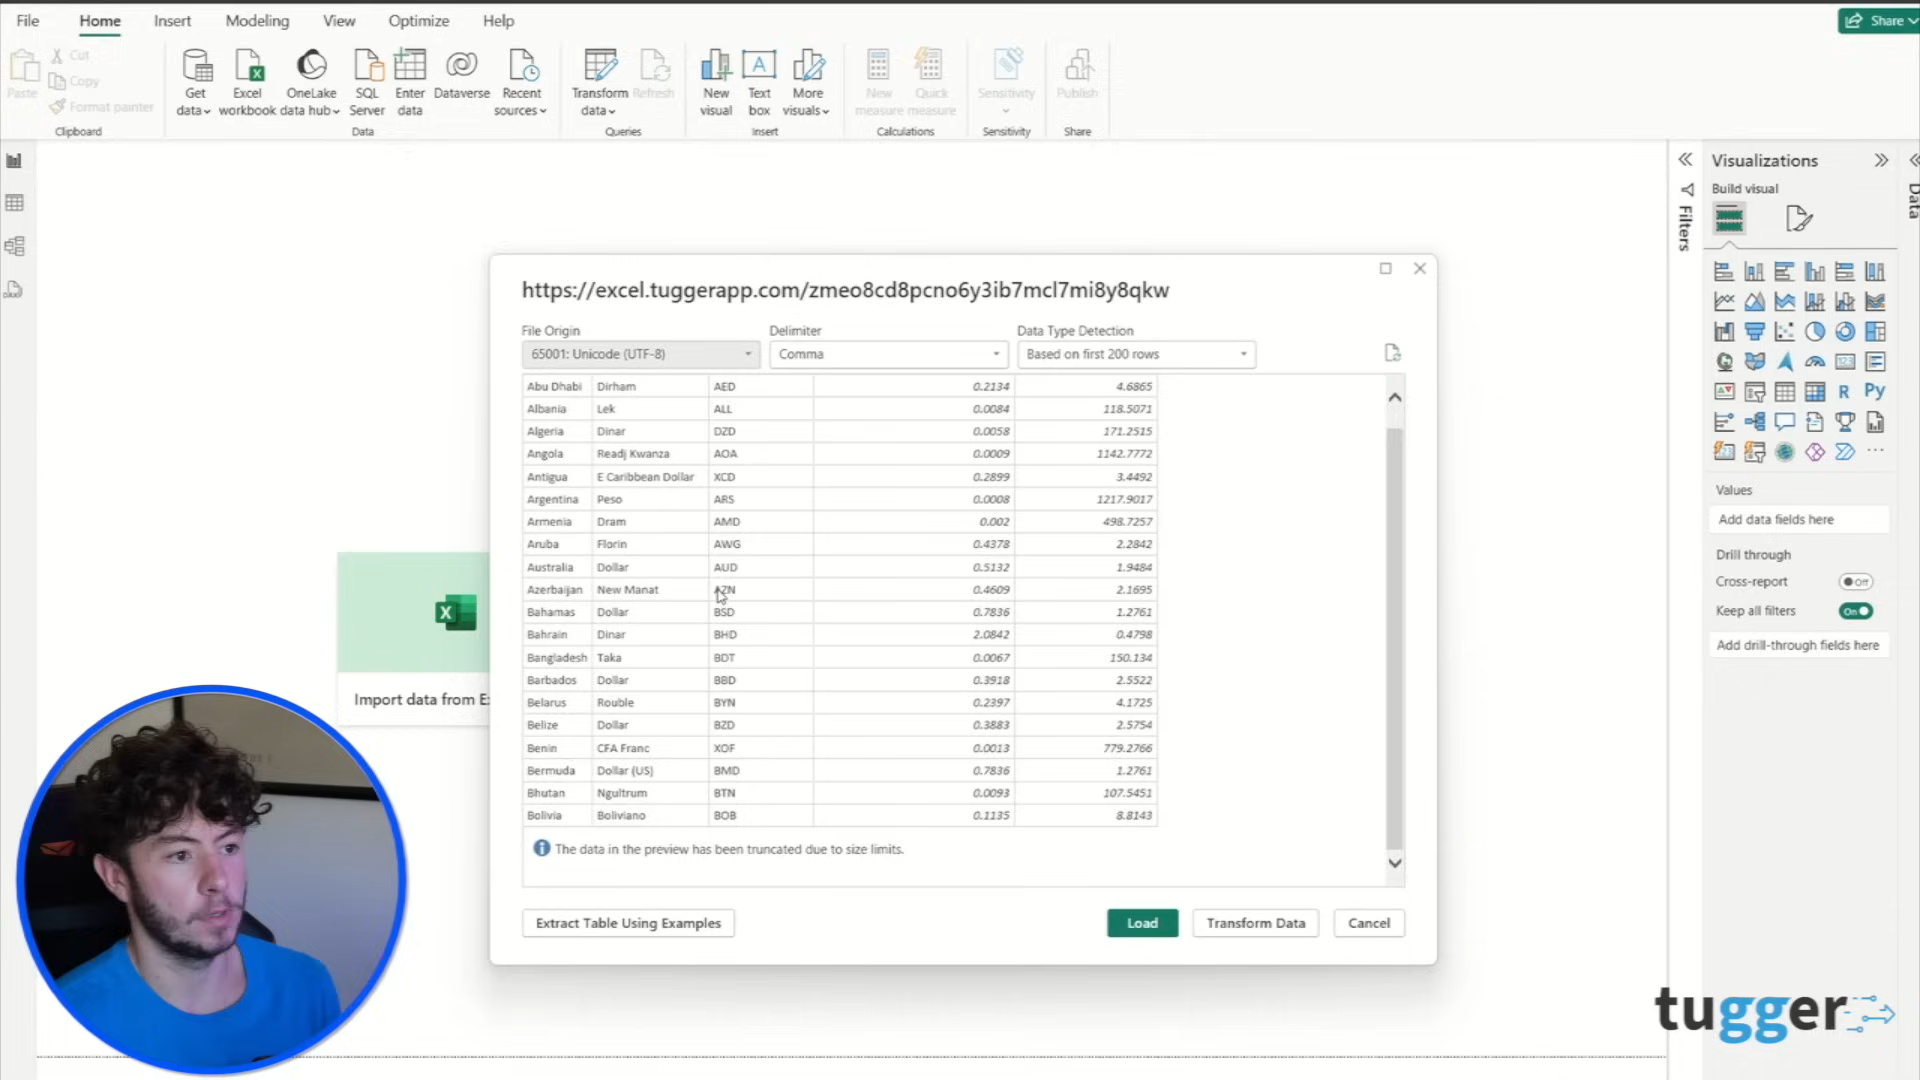 File Home Insert Modeling View Optimize Help Share
Paste Cut
Copy
Format painter
Clipboard
Get data Excel workbook OneLake data hub SQL Server Enter data Dataverse Recent sources
Data
Transform data Refresh
Queries
New visual Text box More visuals
Insert
New measure Quick measure
Calculations
Sensitivity
Sensitivity
Publish
Share
Filters
Visualizations
Data
Build visual
R Py
Values
Add data fields here
Drill through
Cross-report Off
Keep all filters On
Add drill-through fields here
Import data from E
https://excel.tuggerapp.com/zmeo8cd8pcno6y3ib7mcl7mi8y8qkw
File Origin Delimiter Data Type Detection
65001: Unicode (UTF-8) Comma Based on first 200 rows
Abu Dhabi Dirham AED 0.2134 4.6865
Albania Lek ALL 0.0084 118.5071
Algeria Dinar DZD 0.0058 171.2515
Angola Readj Kwanza AOA 0.0009 1142.7772
Antigua E Caribbean Dollar XCD 0.2899 3.4492
Argentina Peso ARS 0.0008 1217.9017
Armenia Dram AMD 0.002 498.7257
Aruba Florin AWG 0.4378 2.2842
Australia Dollar AUD 0.5132 1.9484
Azerbaijan New Manat AZN 0.4609 2.1695
Bahamas Dollar BSD 0.7836 1.2761
Bahrain Dinar BHD 2.0842 0.4798
Bangladesh Taka BDT 0.0067 150.134
Barbados Dollar BBD 0.3918 2.5522
Belarus Rouble BYN 0.2397 4.1725
Belize Dollar BZD 0.3883 2.5754
Benin CFA Franc XOF 0.0013 779.2766
Bermuda Dollar (US) BMD 0.7836 1.2761
Bhutan Ngultrum BTN 0.0093 107.5451
Bolivia Boliviano BOB 0.1135 8.8143
The data in the preview has been truncated due to size limits.
Extract Table Using Examples Load Transform Data Cancel
tugger